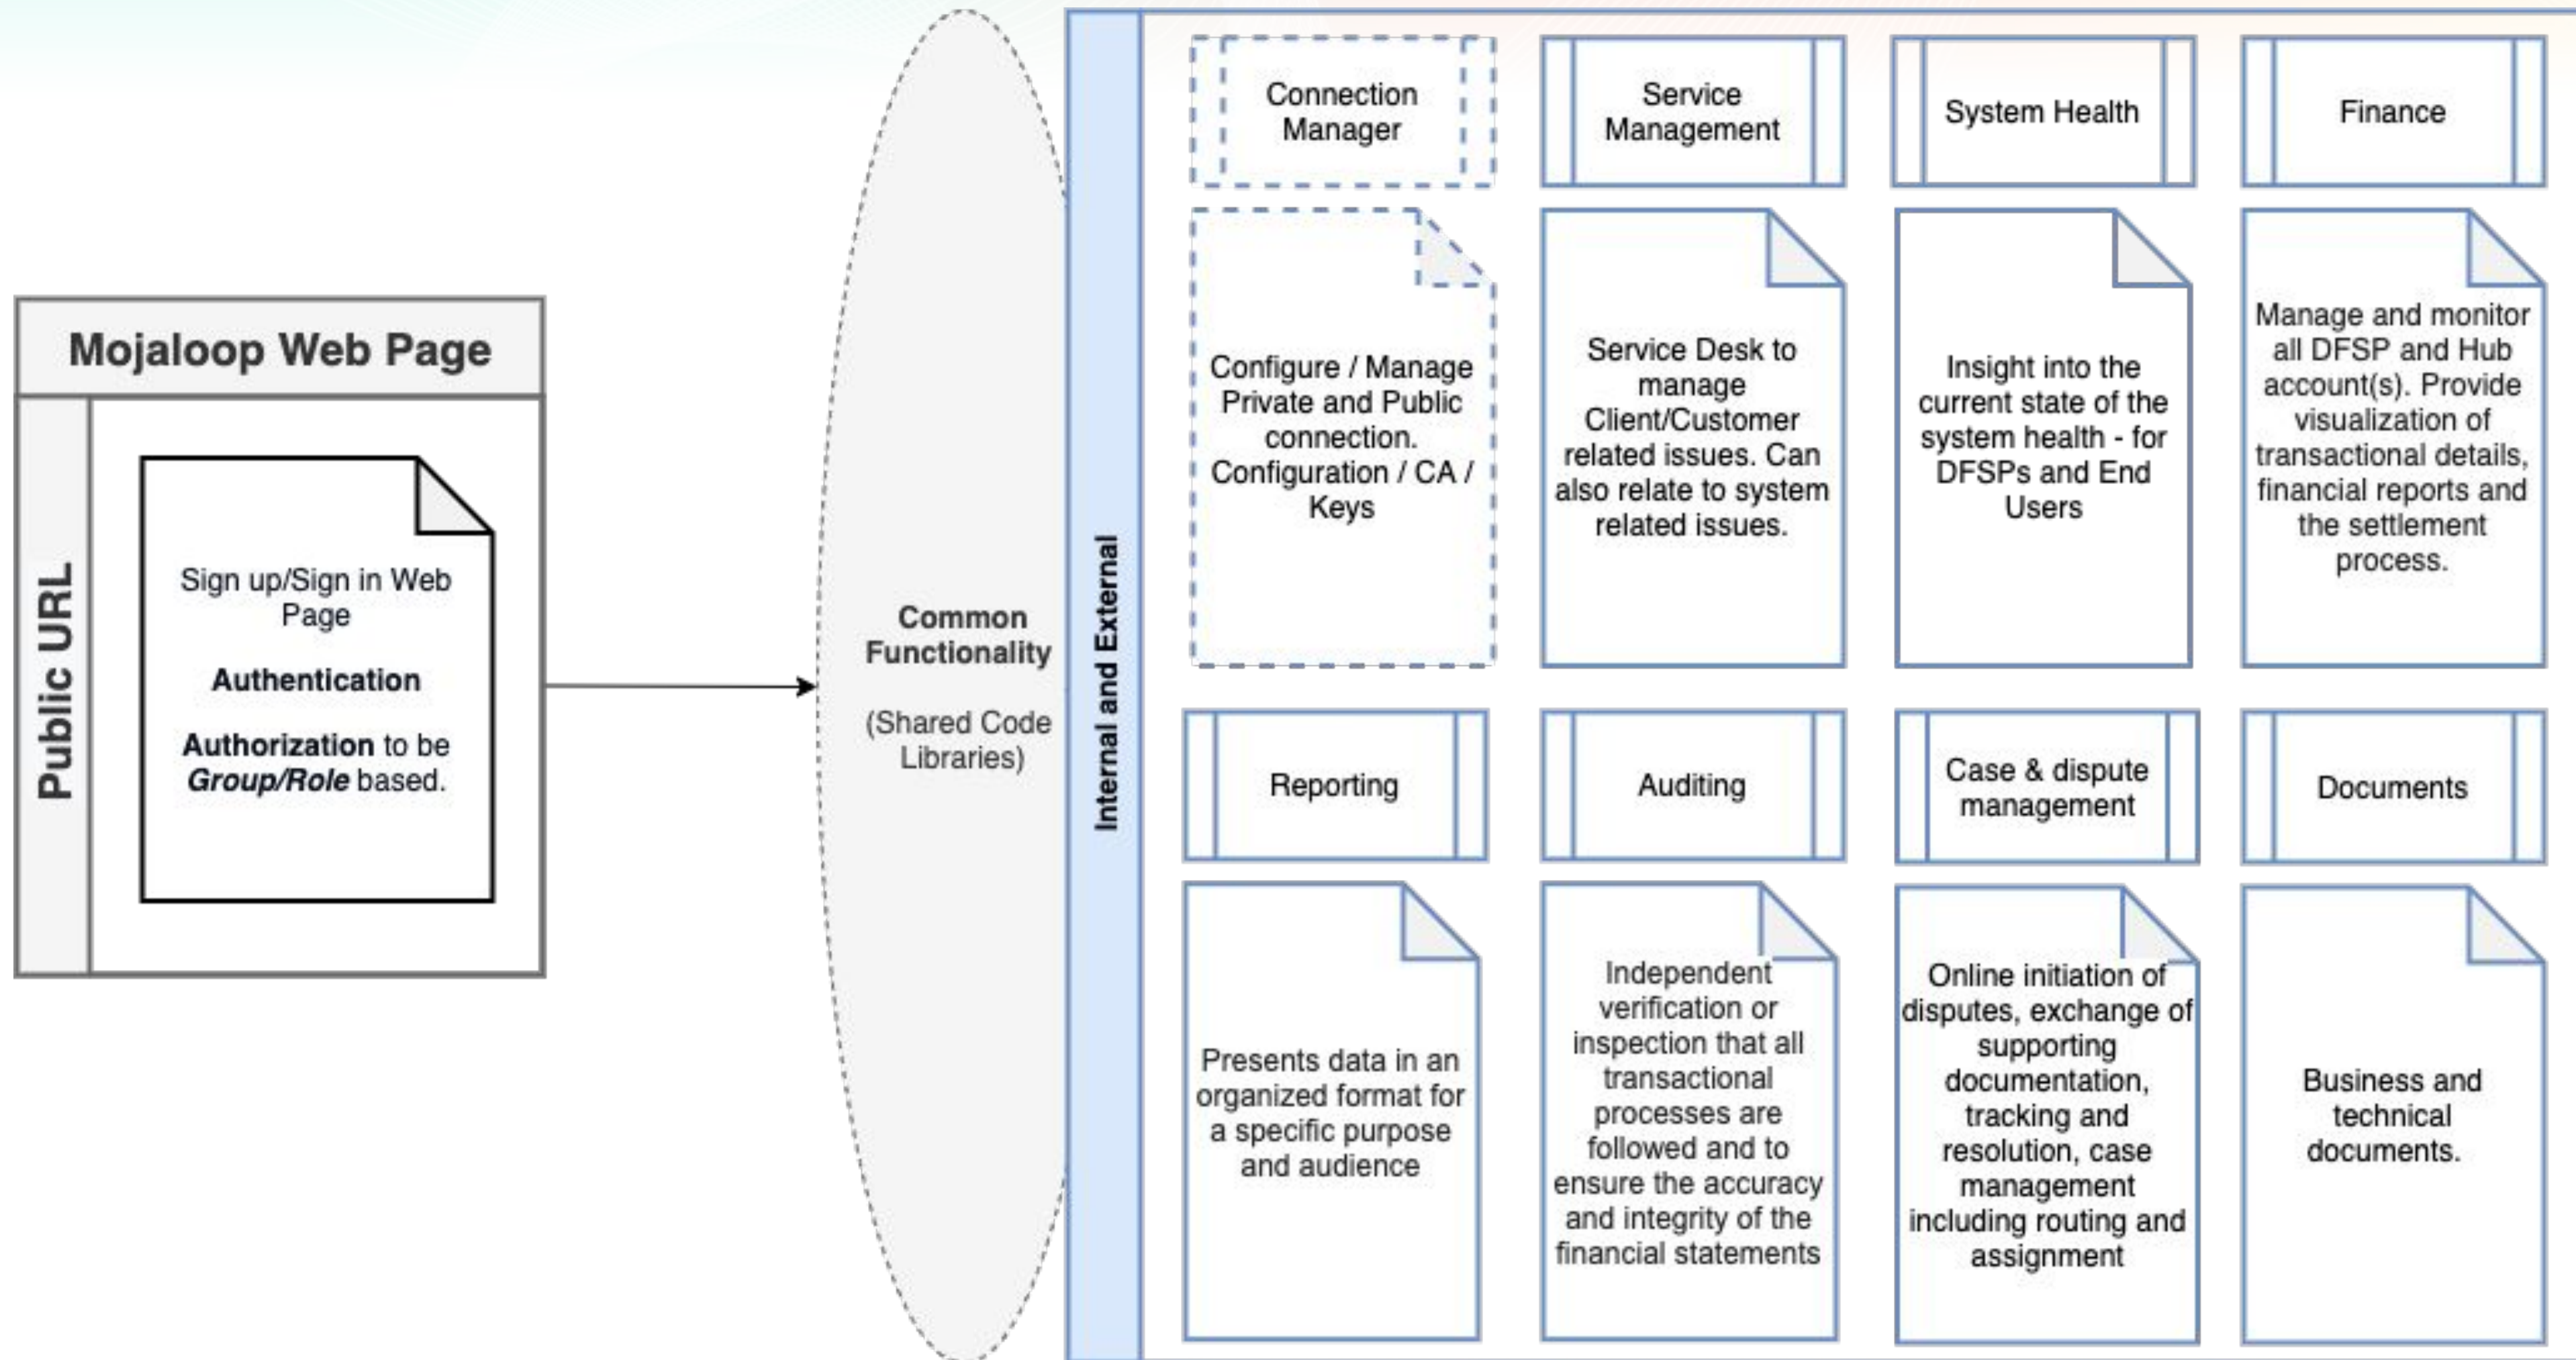 Mojaloop Web Page
Public URL
Sign up/Sign in Web
Page
Authentication
Authorization to be
Group/Role based.
Common
Functionality
(Shared Code
Libraries)
Internal and External
Connection
Manager
Configure / Manage
Private and Public
connection.
Configuration / CA /
Keys
Service
Management
Service Desk to
manage
Client/Customer
related issues. Can
also relate to system
related issues.
System Health
Insight into the
current state of the
system health - for
DFSPs and End
Users
Finance
Manage and monitor
all DFSP and Hub
account(s). Provide
visualization of
transactional details,
financial reports and
the settlement
process.
Reporting
Presents data in an
organized format for
a specific purpose
and audience
Auditing
Independent
verification or
inspection that all
transactional
processes are
followed and to
ensure the accuracy
and integrity of the
financial statements
Case & dispute
management
Online initiation of
disputes, exchange of
supporting
documentation,
tracking and
resolution, case
management
including routing and
assignment
Documents
Business and
technical
documents.